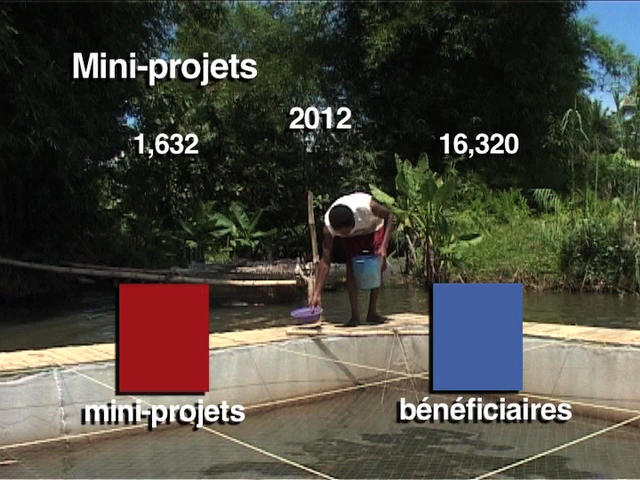 Mini-projets
2012
1,632
16,320
mini-projets
bénéficiaires